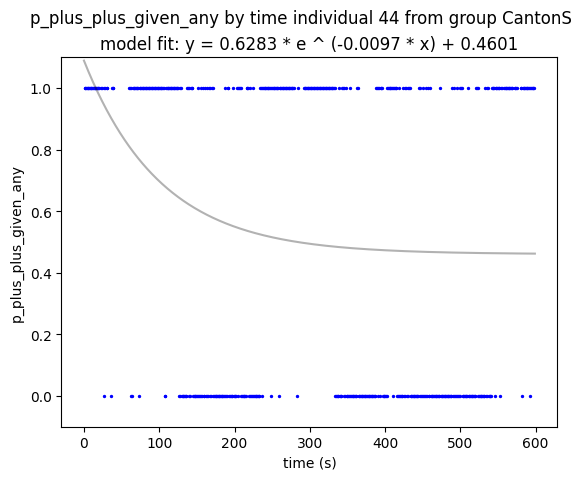 p_plus_plus_given_any by time individual 44 from group CantonS
model fit: y = 0.6283 * e ^ (-0.0097 * x) + 0.4601
1.0
0.8
0.6
0.4
0.2
0.0
p_plus_plus_given_any
0 100 200 300 400 500 600
time (s)